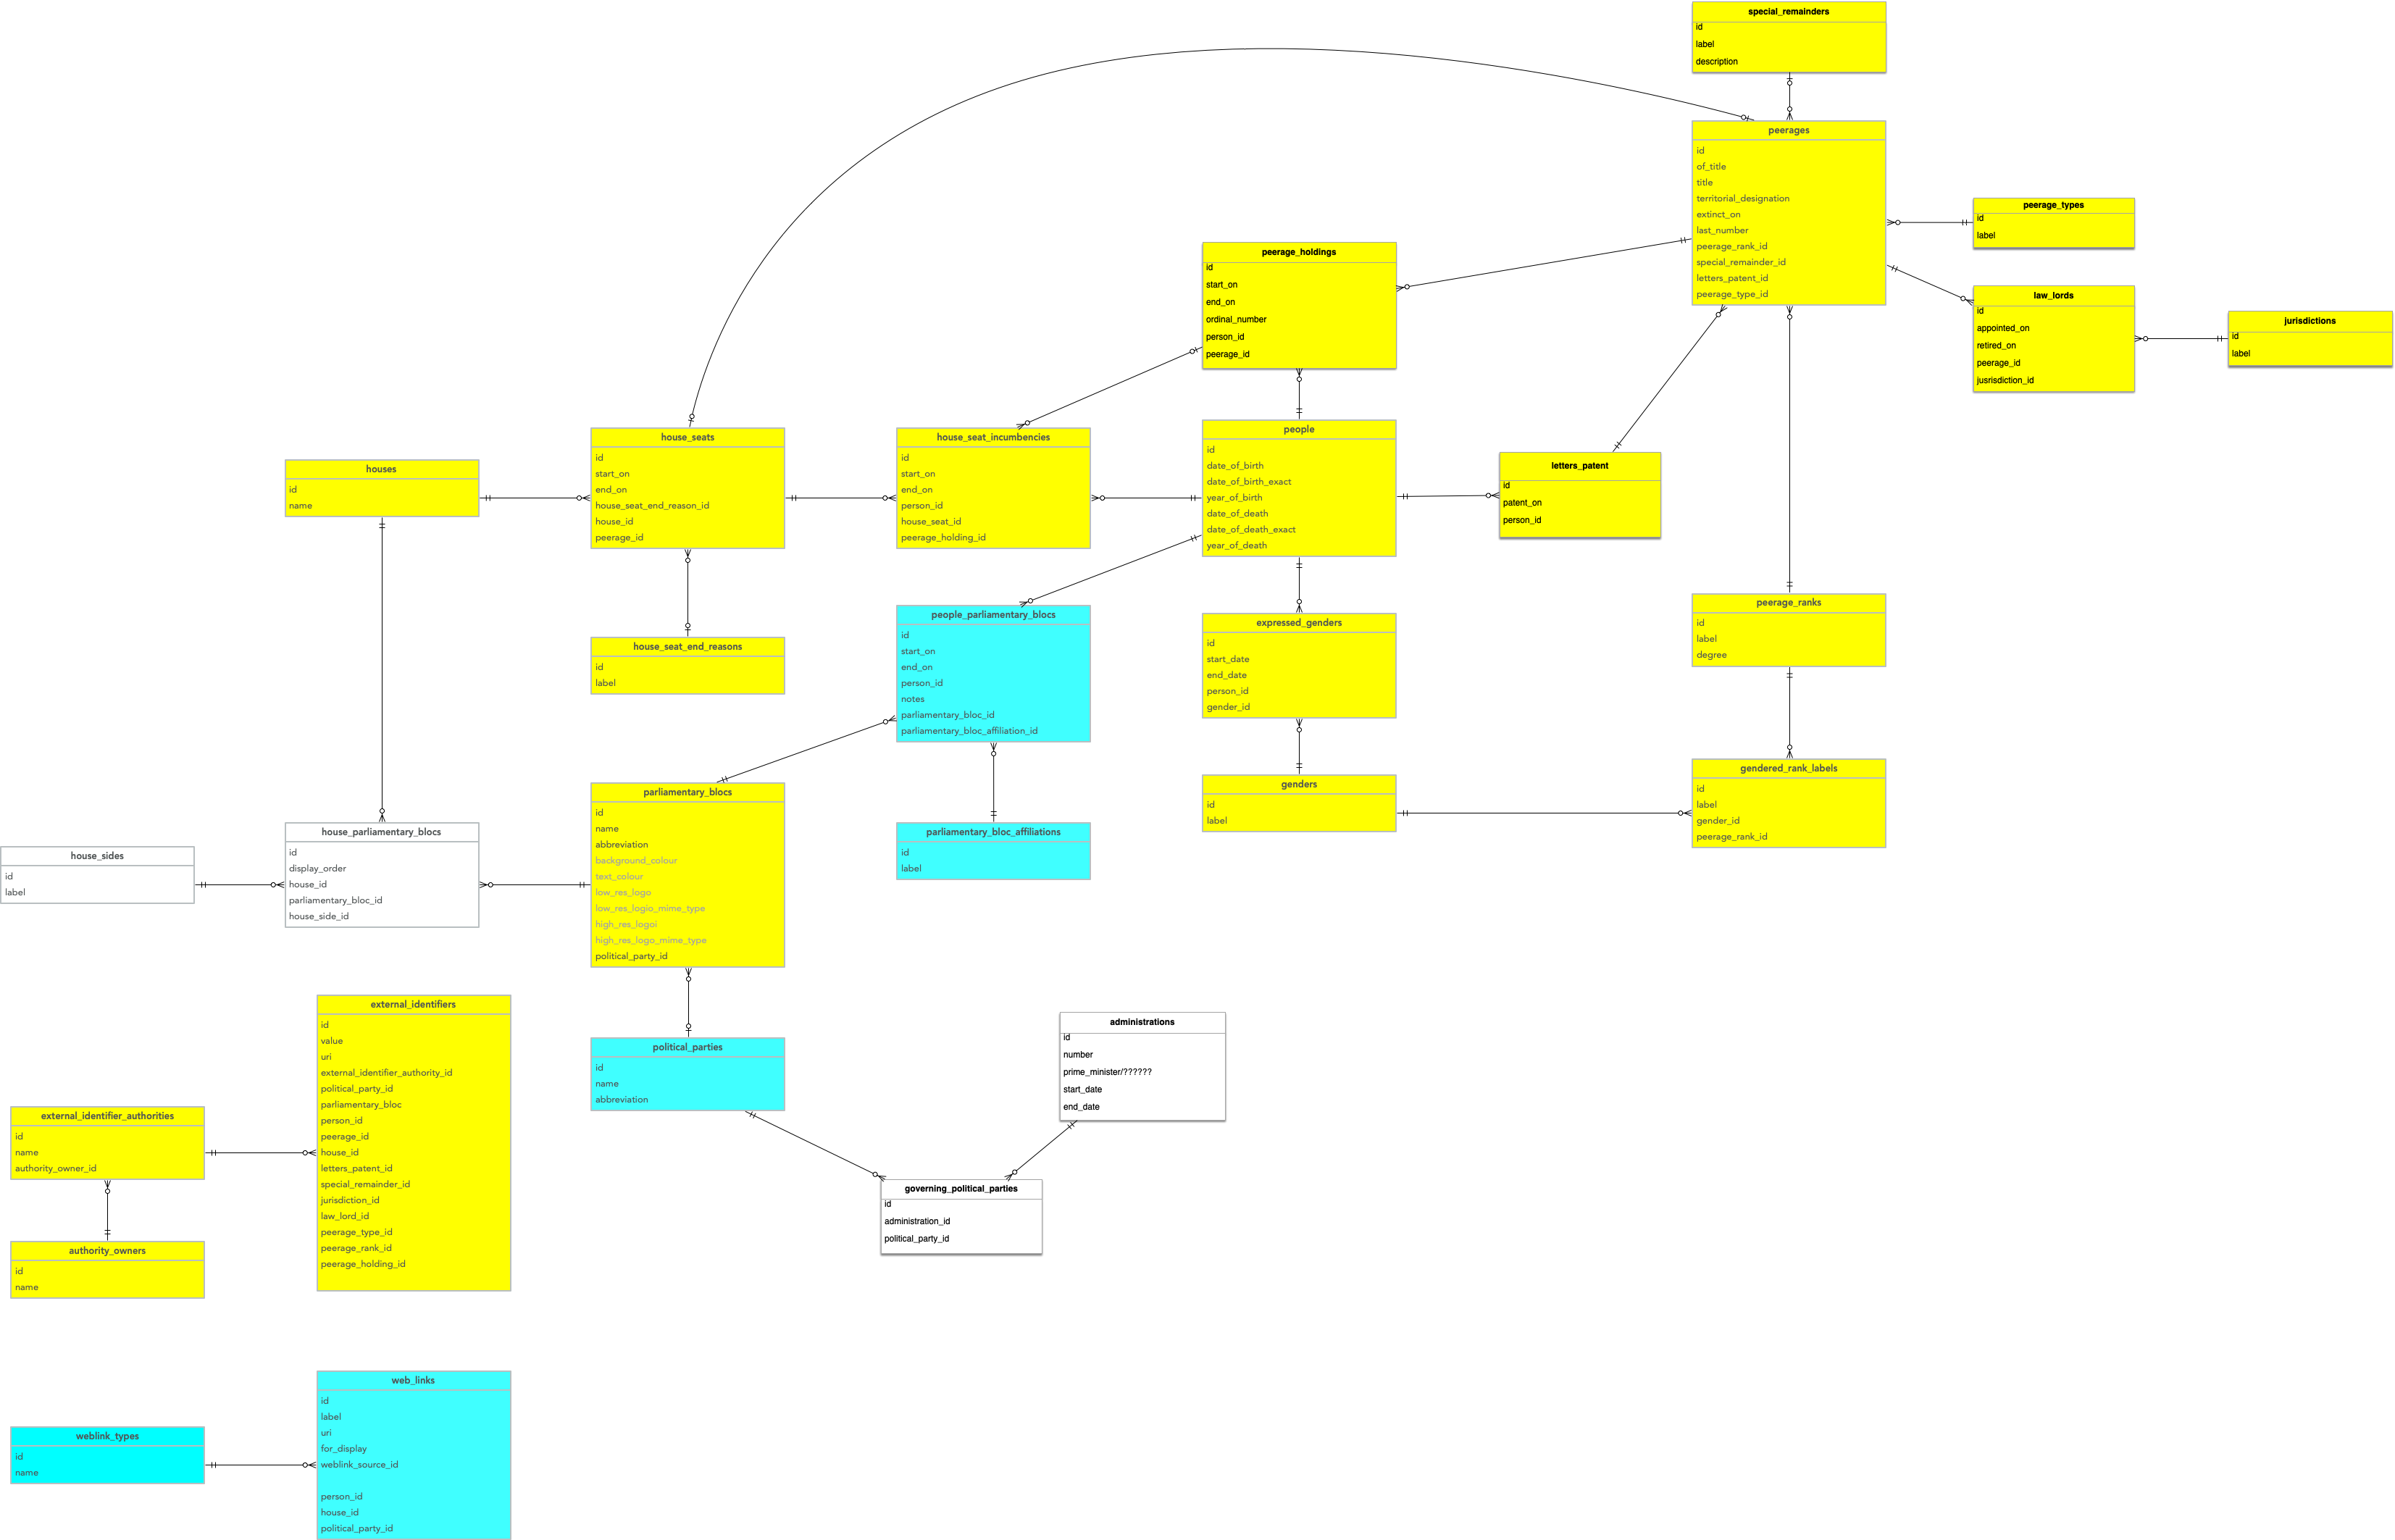 special_remainders
id
label
description
peerages
id
of_title
title
territorial_designation
extinct_on
last_number
peerage_rank_id
special_remainder_id
letters_patent_id
peerage_type_id
peerage_types
id
label
peerage_holdings
id
start_on
end_on
ordinal_number
person_id
peerage_id
law_lords
id
appointed_on
retired_on
peerage_id
jusrisdiction_id
jurisdictions
id
label
houses
id
name
house_seats
id
start_on
end_on
house_seat_end_reason_id
house_id
peerage_id
house_seat_incumbencies
id
start_on
end_on
person_id
house_seat_id
peerage_holding_id
people
id
date_of_birth
date_of_birth_exact
year_of_birth
date_of_death
date_of_death_exact
year_of_death
letters_patent
id
patent_on
person_id
house_seat_end_reasons
id
label
people_parliamentary_blocs
id
start_on
end_on
person_id
notes
parliamentary_bloc_id
parliamentary_bloc_affiliation_id
expressed_genders
id
start_date
end_date
person_id
gender_id
peerage_ranks
id
label
degree
genders
id
label
gendered_rank_labels
id
label
gender_id
peerage_rank_id
house_sides
id
label
house_parliamentary_blocs
id
display_order
house_id
parliamentary_bloc_id
house_side_id
parliamentary_blocs
id
name
abbreviation
background_colour
text_colour
low_res_logo
low_res_logio_mime_type
high_res_logoi
high_res_logo_mime_type
political_party_id
parliamentary_bloc_affiliations
id
label
external_identifiers
id
value
uri
external_identifier_authority_id
political_party_id
parliamentary_bloc
person_id
peerage_id
house_id
letters_patent_id
special_remainder_id
jurisdiction_id
law_lord_id
peerage_type_id
peerage_rank_id
peerage_holding_id
political_parties
id
name
abbreviation
administrations
id
number
prime_minister/??????
start_date
end_date
external_identifier_authorities
id
name
authority_owner_id
governing_political_parties
id
administration_id
political_party_id
authority_owners
id
name
web_links
id
label
uri
for_display
weblink_source_id
person_id
house_id
political_party_id
weblink_types
id
name